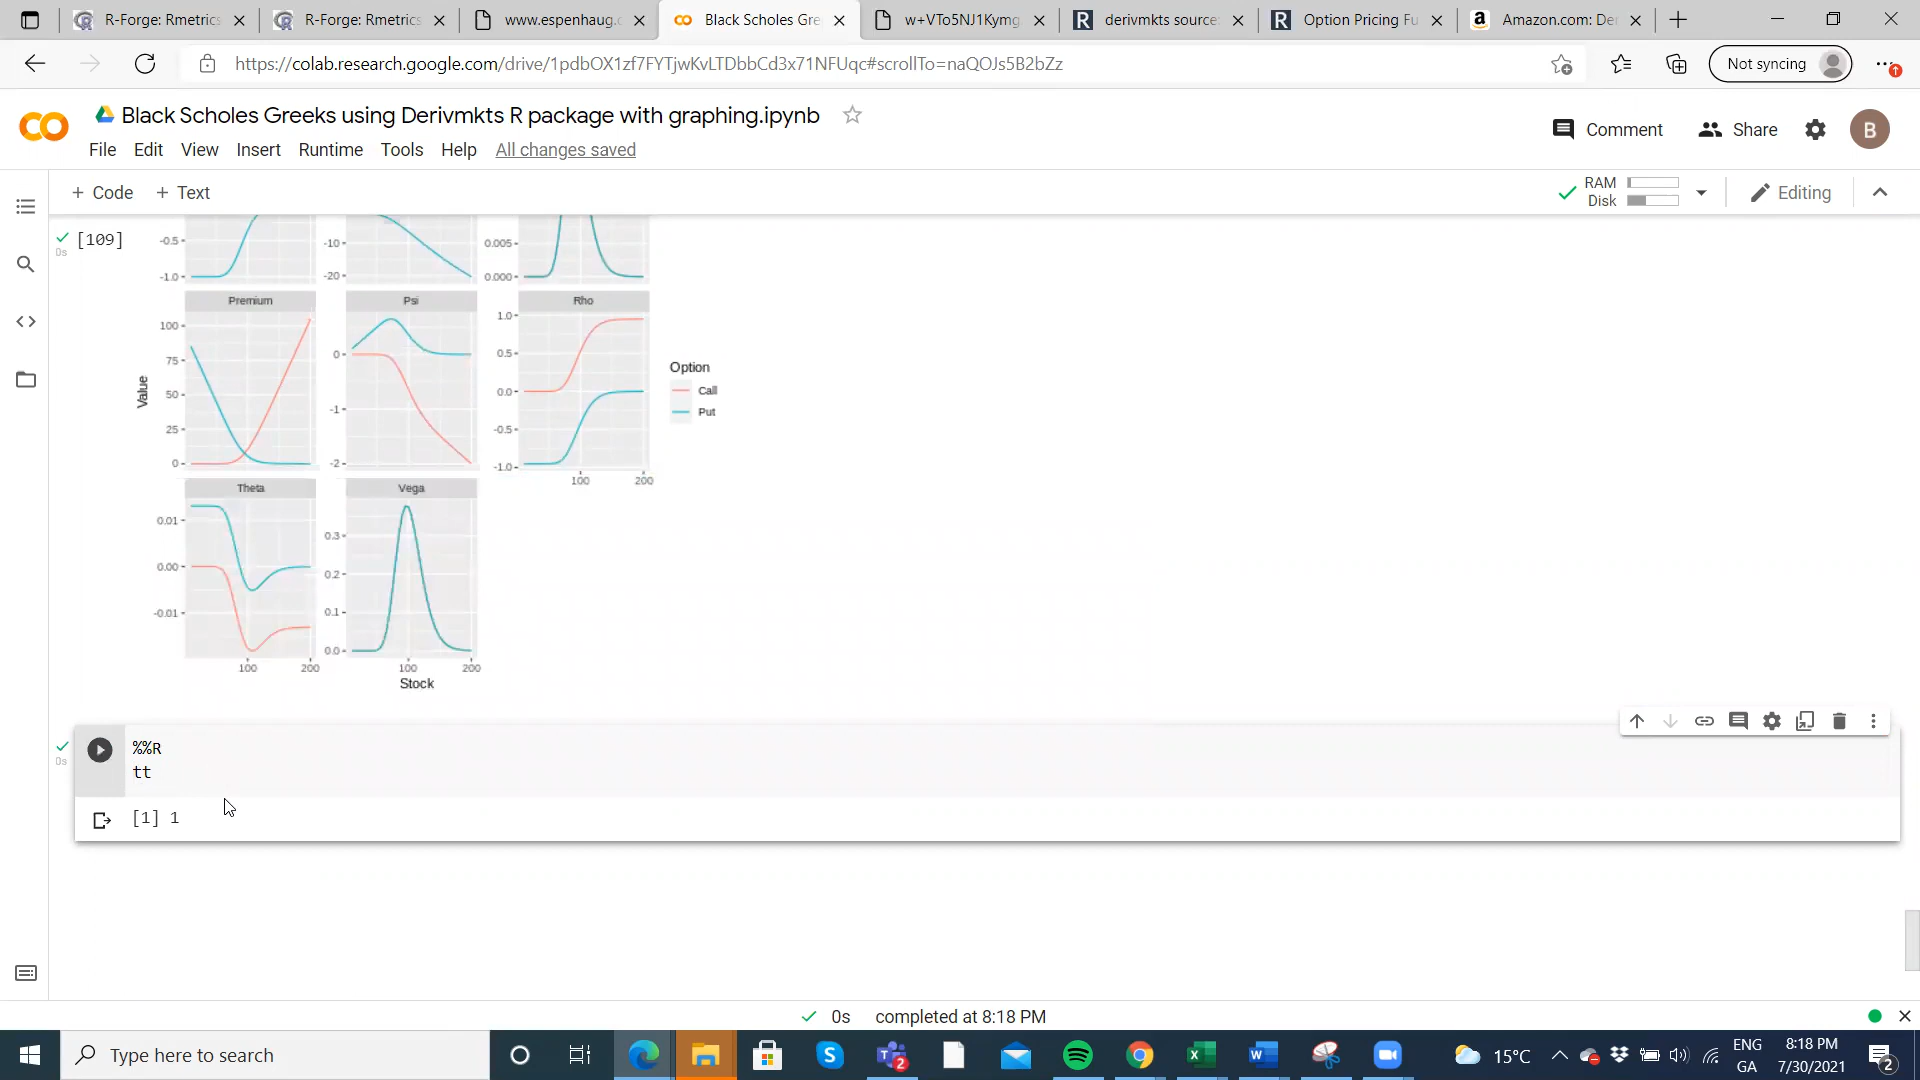 R-Forge: Rmetrics
R-Forge: Rmetrics
www.espenhaug.c
Black Scholes Gre
w+VTo5NJ1Kymg
derivmkts source:
Option Pricing Fu
Amazon.com: Der
https://colab.research.google.com/drive/1pdbOX1zf7FYTjwKvLTDbbCd3x71NFUqc#scrollTo=naQOJs5B2bZz
Not syncing
Black Scholes Greeks using Derivmkts R package with graphing.ipynb
Comment
Share
B
File Edit View Insert Runtime Tools Help All changes saved
+ Code + Text
RAM
Disk
Editing
[109]
0s
-0.5
-1.0
-10
-20
0.005
0.000
Premium
Psi
Rho
100
75
50
25
0
0
-1
-2
1.0
0.5
0.0
-0.5
-1.0
100 200
Value
Option
Call
Put
Theta
Vega
0.01
0.00
-0.01
0.3
0.2
0.1
0.0
100 200
100 200
Stock
0s
%%R
tt
[1] 1
0s completed at 8:18 PM
Type here to search
2
15°C
ENG
GA
8:18 PM
7/30/2021
2